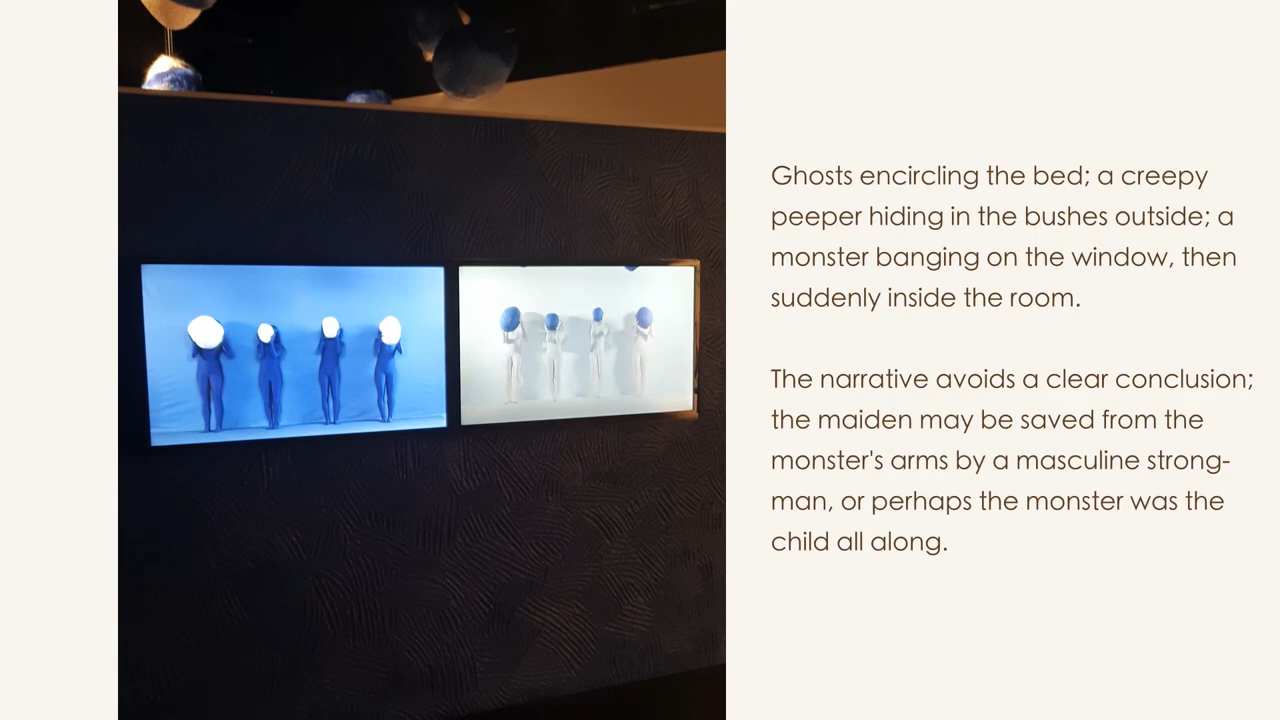 Ghosts encircling the bed; a creepy
peeper hiding in the bushes outside; a
monster banging on the window, then
suddenly inside the room.
The narrative avoids a clear conclusion;
the maiden may be saved from the
monster's arms by a masculine strong-
man, or perhaps the monster was the
child all along.